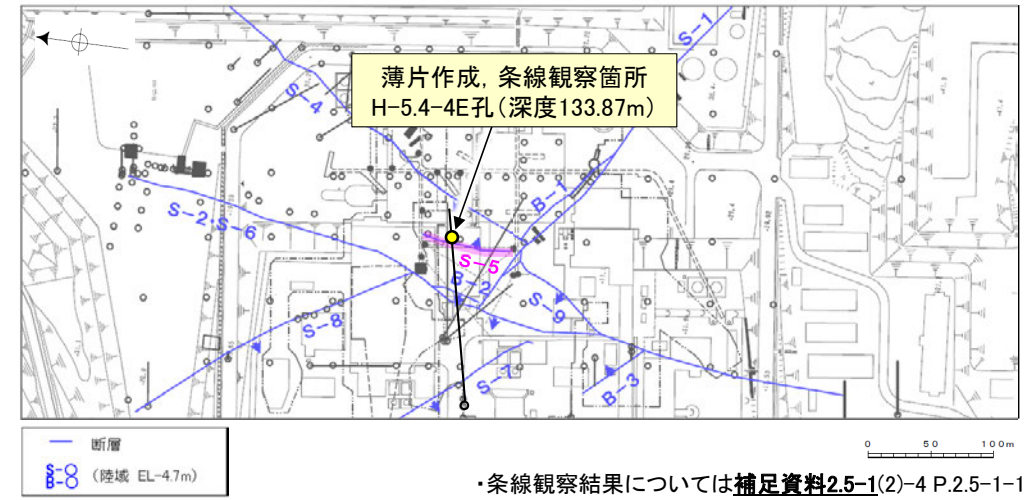 S-1
薄片作成，条線観察箇所
H-5.4-4E孔（深度133.87m）
S-4
B-1
S-2・S-6
S-5
B-2
S-9
S-8
S-7
B-3
断層
S-8
B-8
（陸域 EL-4.7m）
0 50 100m
・条線観察結果については補足資料2.5-1(2)-4 P.2.5-1-1